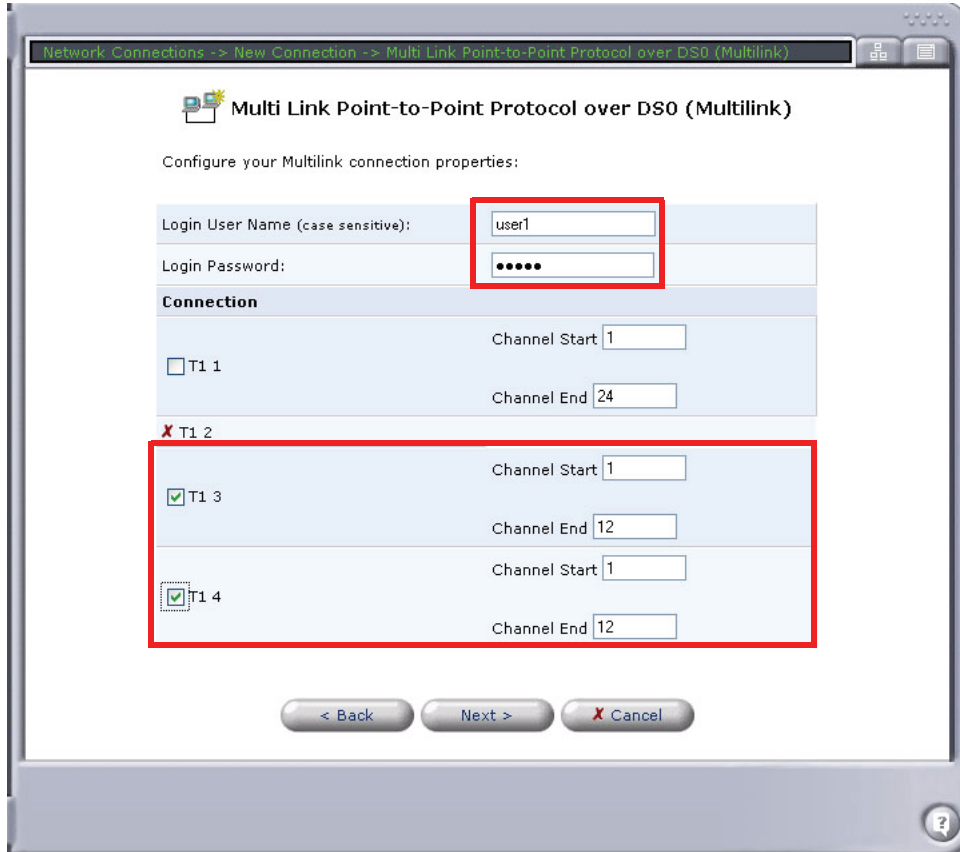 Network Connections -> New Connection -> Multi Link Point-to-Point Protocol over DS0 (Multilink)
Multi Link Point-to-Point Protocol over DS0 (Multilink)
Configure your Multilink connection properties:
Login User Name (case sensitive): user1
Login Password: •••••
Connection
Channel Start 1
T1 1
Channel End 24
✗ T1 2
Channel Start 1
T1 3
Channel End 12
Channel Start 1
T1 4
Channel End 12
< Back Next > ✗ Cancel
?